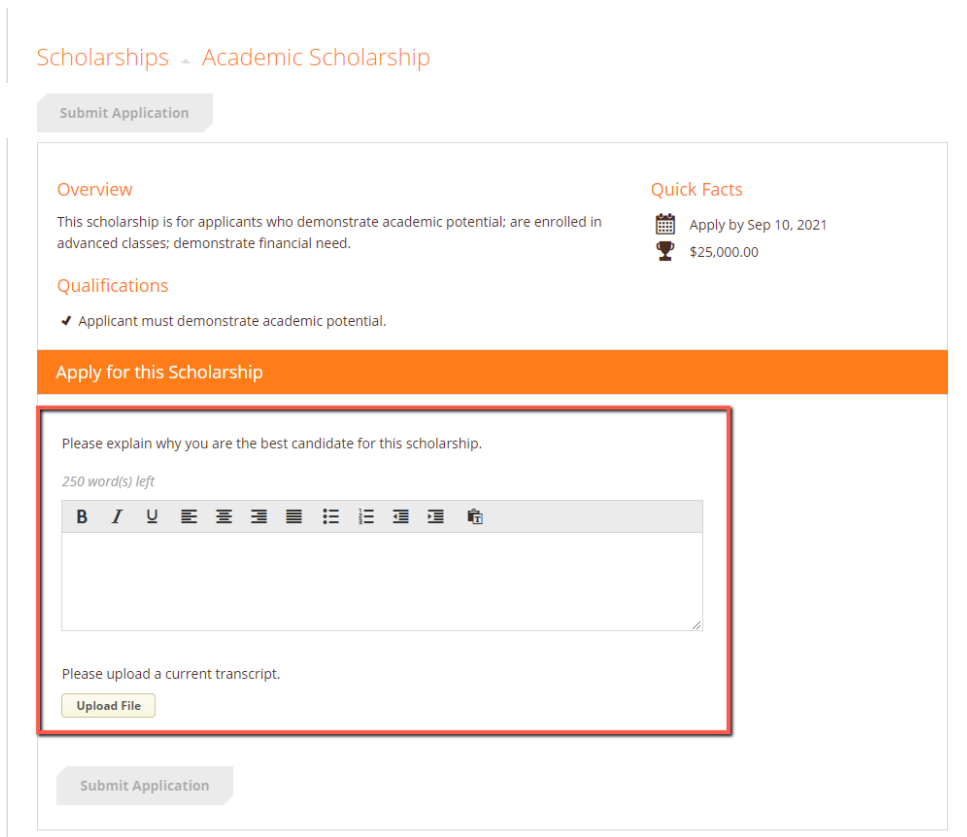 Scholarships Academic Scholarship
Submit Application
Overview
This scholarship is for applicants who demonstrate academic potential; are enrolled in
advanced classes; demonstrate financial need.
Quick Facts
Apply by Sep 10, 2021
$25,000.00
Qualifications
Applicant must demonstrate academic potential.
Apply for this Scholarship
Please explain why you are the best candidate for this scholarship.
250 word(s) left
B I U
Please upload a current transcript.
Upload File
Submit Application